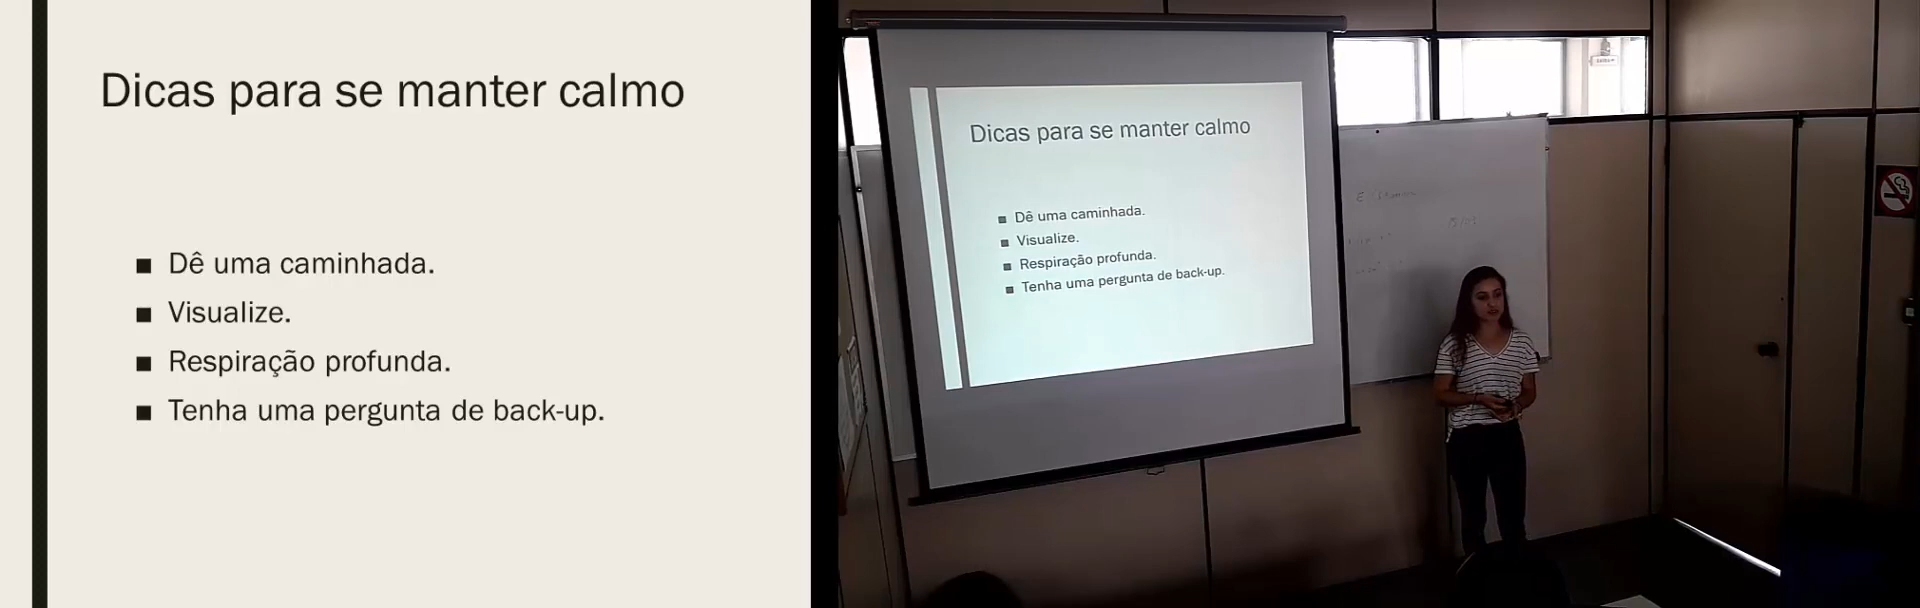 Dicas para se manter calmo
■ Dê uma caminhada.
■ Visualize.
■ Respiração profunda.
■ Tenha uma pergunta de back-up.
Dicas para se manter calmo
■ Dê uma caminhada.
■ Visualize.
■ Respiração profunda.
■ Tenha uma pergunta de back-up.